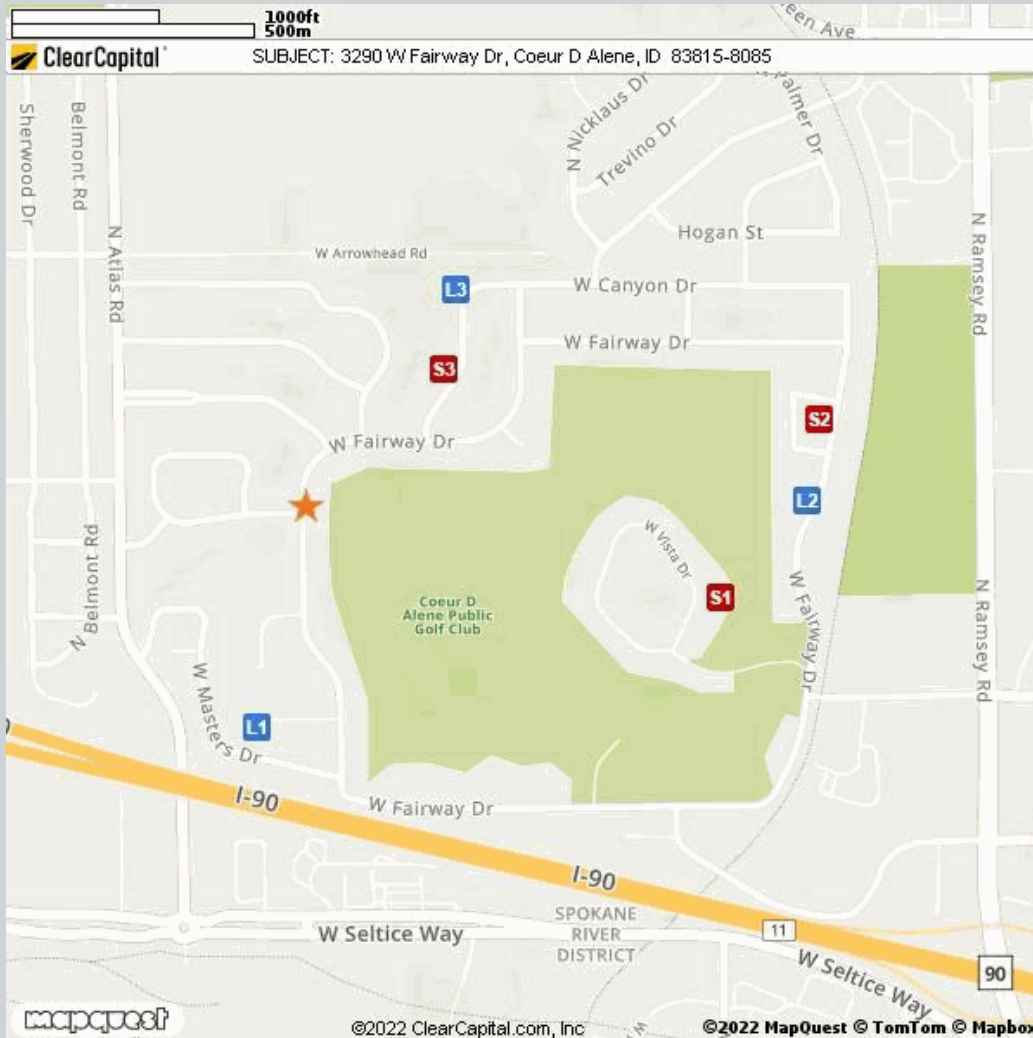 1000ft
500m
ClearCapital
SUBJECT: 3290 W Fairway Dr, Coeur D Alene, ID 83815-8085
een Ave
Sherwood Dr
Belmont Rd
N Atlas Rd
N Nicklaus Dr
Trevino Dr
Palmer Dr
Hogan St
N Ramsey Rd
W Arrowhead Rd
L3
W Canyon Dr
S3
W Fairway Dr
S2
W Fairway Dr
L2
N Belmont Rd
W Vista Dr
S1
Coeur D
Alene Public
Golf Club
W Fairway Dr
N Ramsey Rd
W Masters Dr
L1
I-90
W Fairway Dr
I-90
SPOKANE
RIVER
DISTRICT
11
W Seltice Way
W Seltice Way
90
mapquest
©2022 ClearCapital.com, Inc
©2022 MapQuest © TomTom © Mapbox